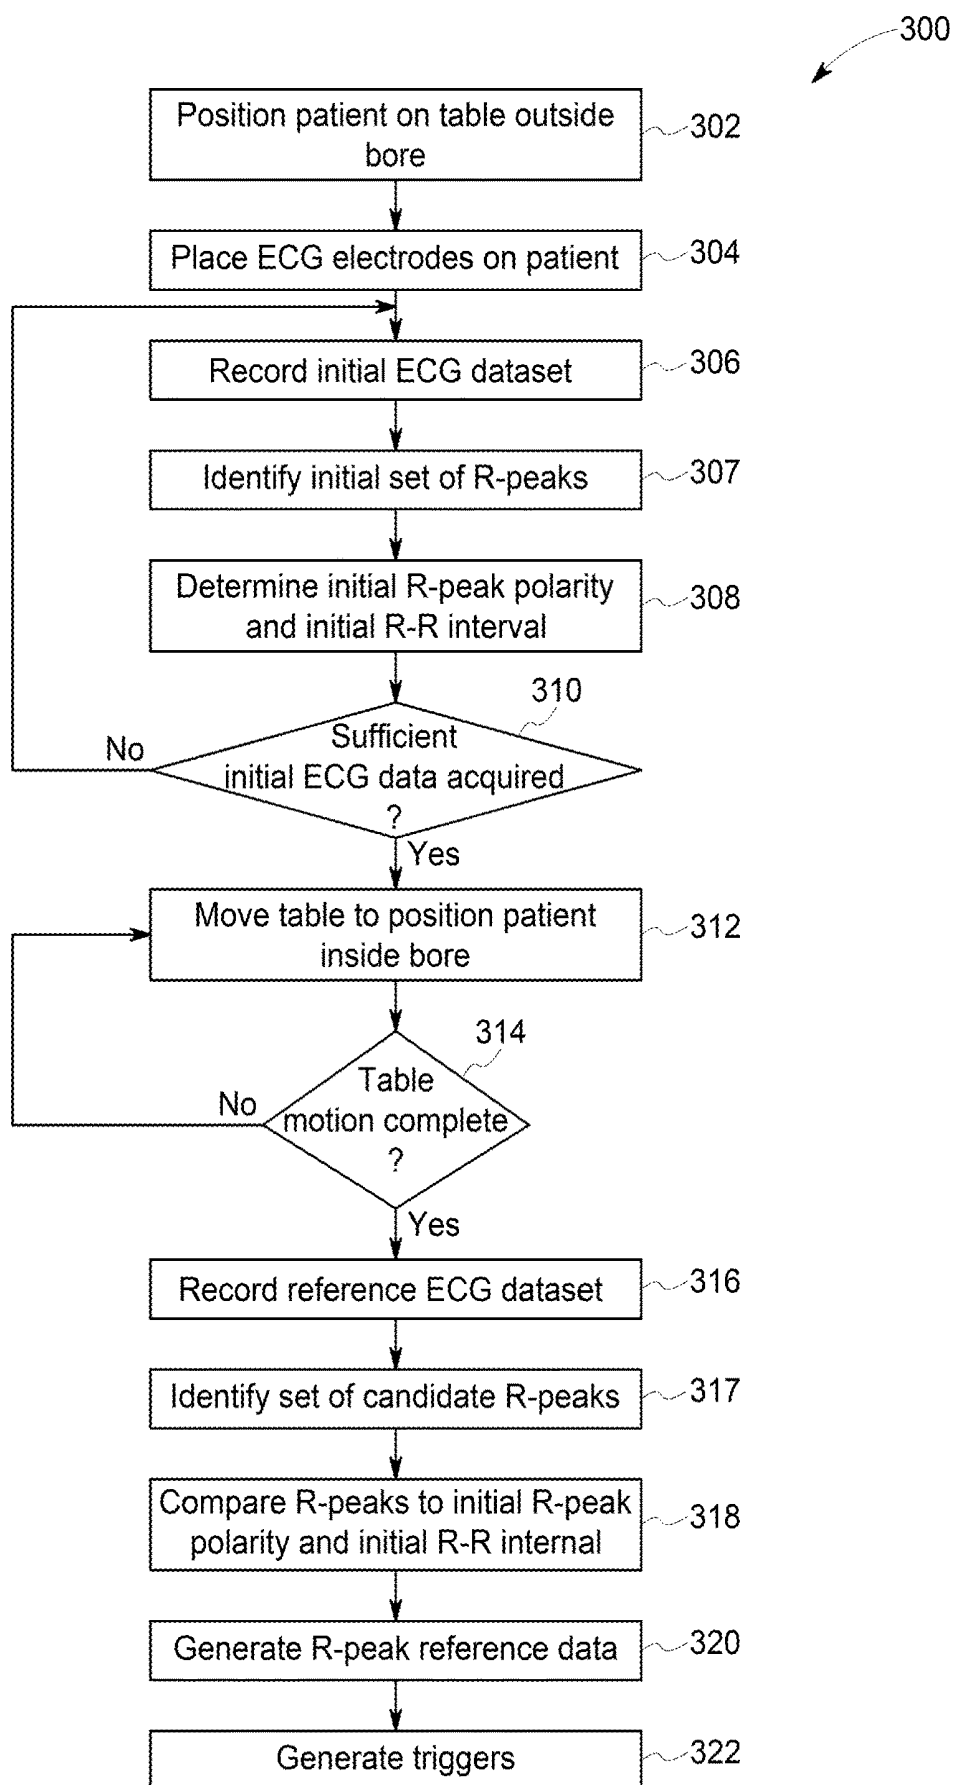 300
Position patient on table outside
bore
302
Place ECG electrodes on patient
304
Record initial ECG dataset
306
Identify initial set of R-peaks
307
Determine initial R-peak polarity
and initial R-R interval
308
310
Sufficient
initial ECG data acquired
?
No
Yes
Move table to position patient
inside bore
312
314
Table
motion complete
?
No
Yes
Record reference ECG dataset
316
Identify set of candidate R-peaks
317
Compare R-peaks to initial R-peak
polarity and initial R-R internal
318
Generate R-peak reference data
320
Generate triggers
322